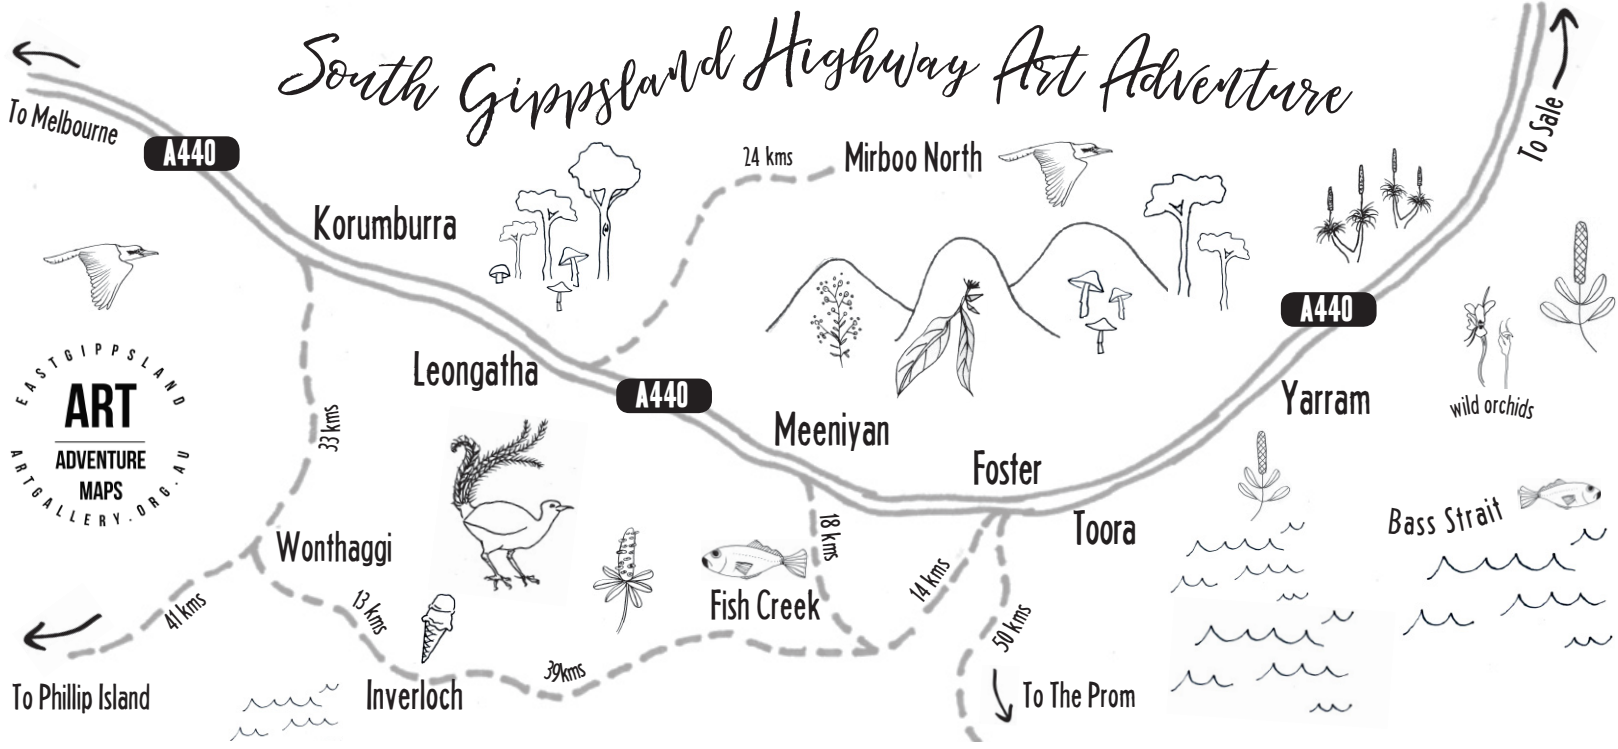 South Gippsland Highway Art Adventure
To Melbourne
A440
To Sale
24 kms
Mirboo North
Korumburra
A440
EAST GIPPSLAND
ART
ADVENTURE
MAPS
ARTGALLERY.ORG.AU
Leongatha
A440
33 kms
Meeniyan
Yarram
wild orchids
Foster
Toora
Bass Strait
18 kms
Wonthaggi
14 kms
Fish Creek
41 kms
13 kms
50 kms
39kms
To Phillip Island
Inverloch
To The Prom